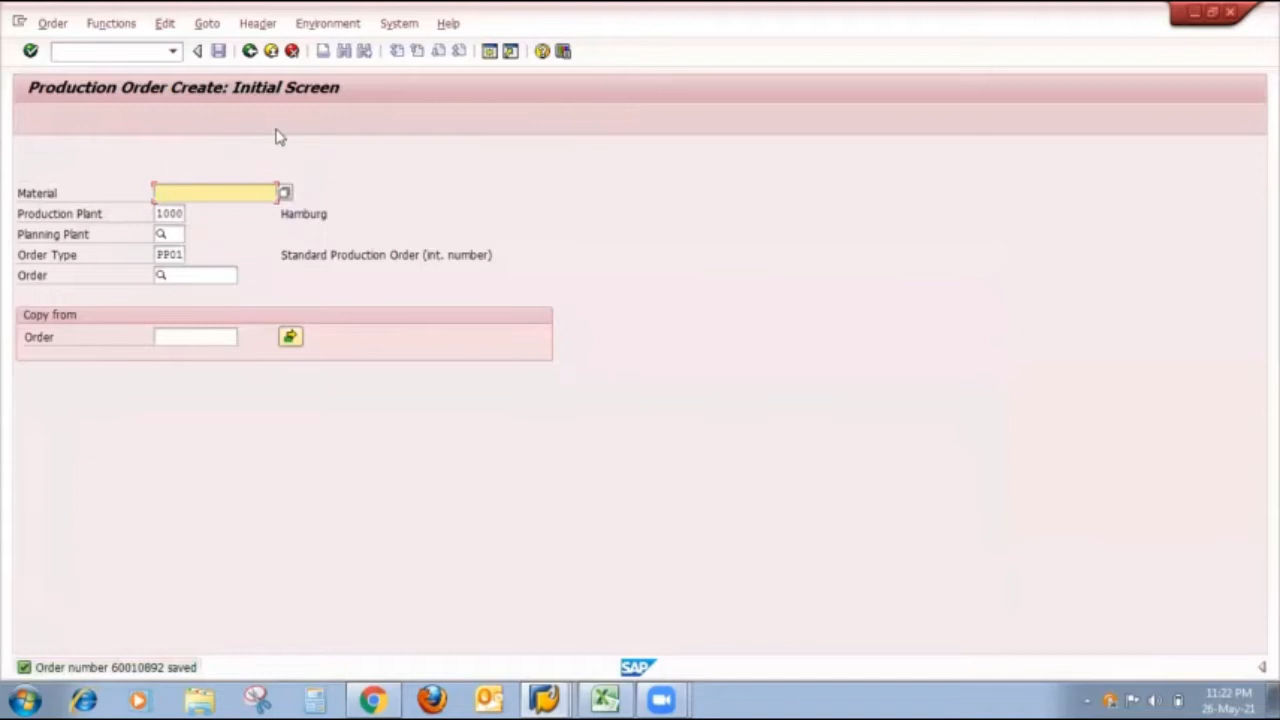 Order Functions Edit Goto Header Environment System Help
Production Order Create: Initial Screen
Material
Production Plant 1000 Hamburg
Planning Plant
Order Type PP01 Standard Production Order (int. number)
Order
Copy from
Order
Order number 60010892 saved
SAP
11:22 PM
26-May-21